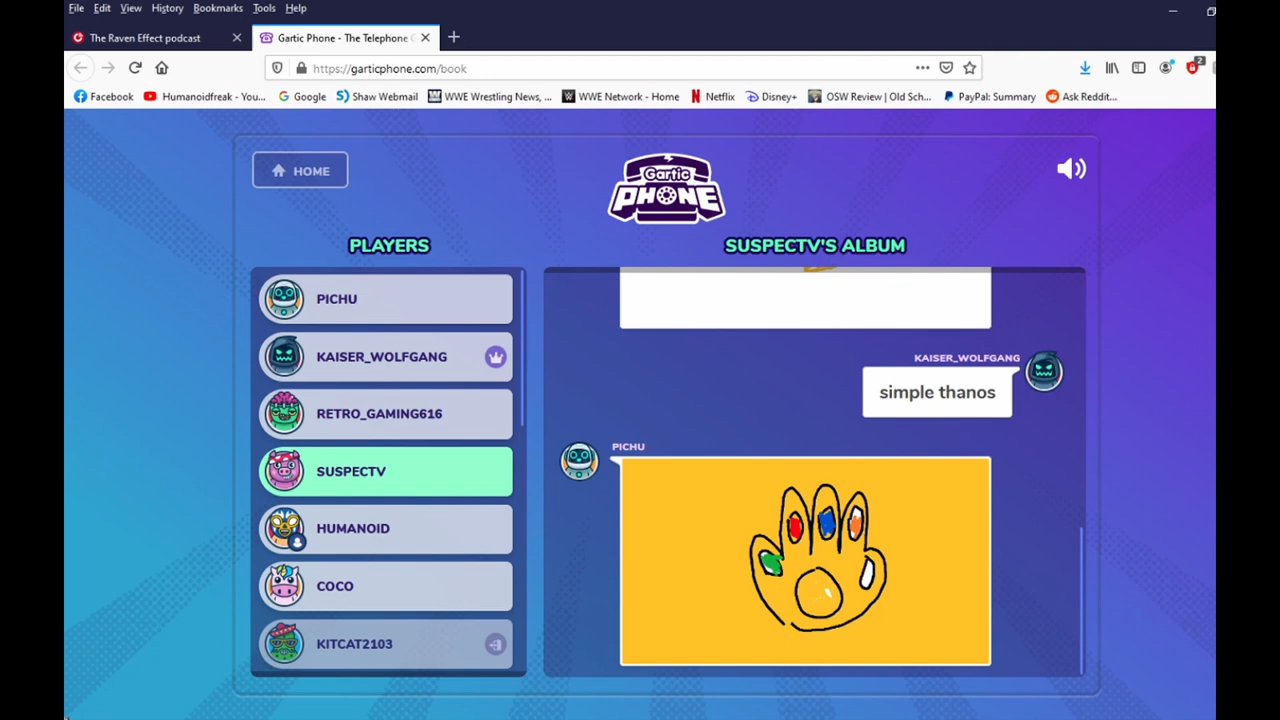 File Edit View History Bookmarks Tools Help
The Raven Effect podcast
Gartic Phone - The Telephone G
https://garticphone.com/book
2
Facebook Humanoidfreak - You... Google Shaw Webmail WWE Wrestling News, ... WWE Network - Home Netflix Disney+ OSW Review | Old Sch... PayPal: Summary Ask Reddit...
HOME
Gartic
PHONE
PLAYERS
SUSPECTV'S ALBUM
PICHU
KAISER_WOLFGANG
RETRO_GAMING616
SUSPECTV
HUMANOID
COCO
KITCAT2103
KAISER_WOLFGANG
simple thanos
PICHU